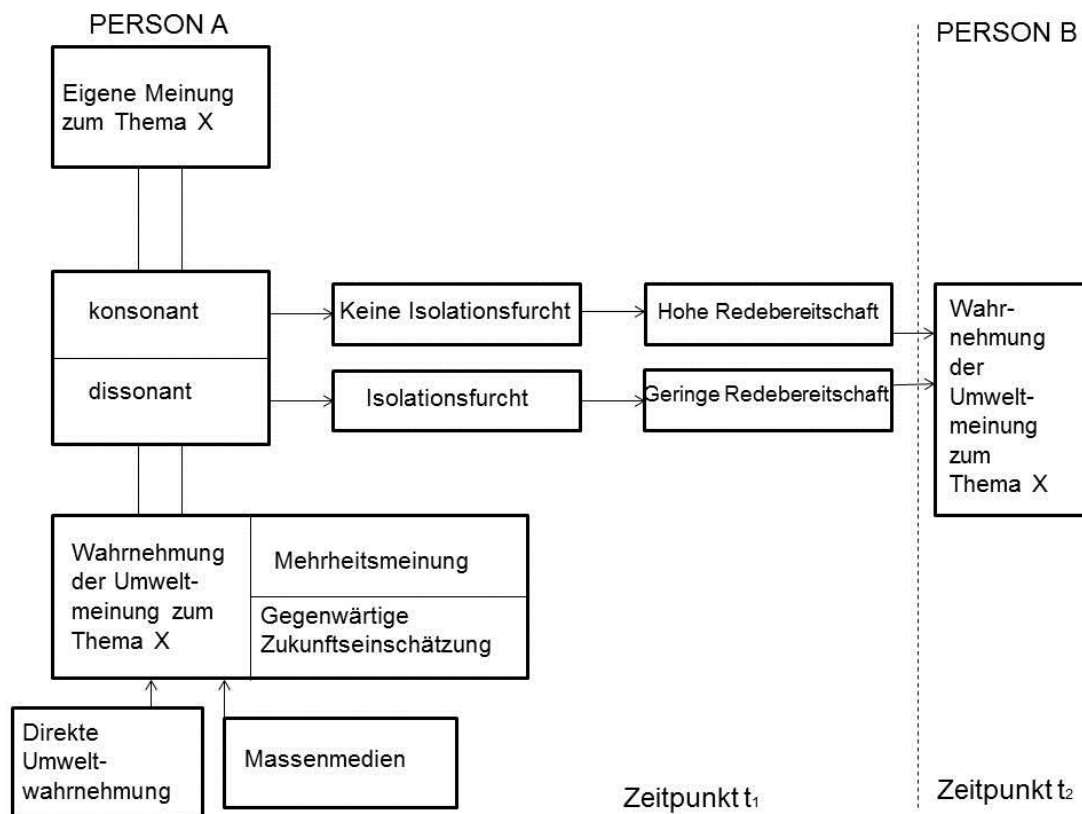 PERSON A
PERSON B
Eigene Meinung
zum Thema X
konsonant
Keine Isolationsfurcht
Hohe Redebereitschaft
dissonant
Isolationsfurcht
Geringe Redebereitschaft
Wahr-
nehmung
der
Umwelt-
meinung
zum
Thema X
Wahrnehmung
der Umwelt-
meinung zum
Thema X
Mehrheitsmeinung
Gegenwärtige
Zukunftseinschätzung
Direkte
Umwelt-
wahrnehmung
Massenmedien
Zeitpunkt t₁
Zeitpunkt t₂